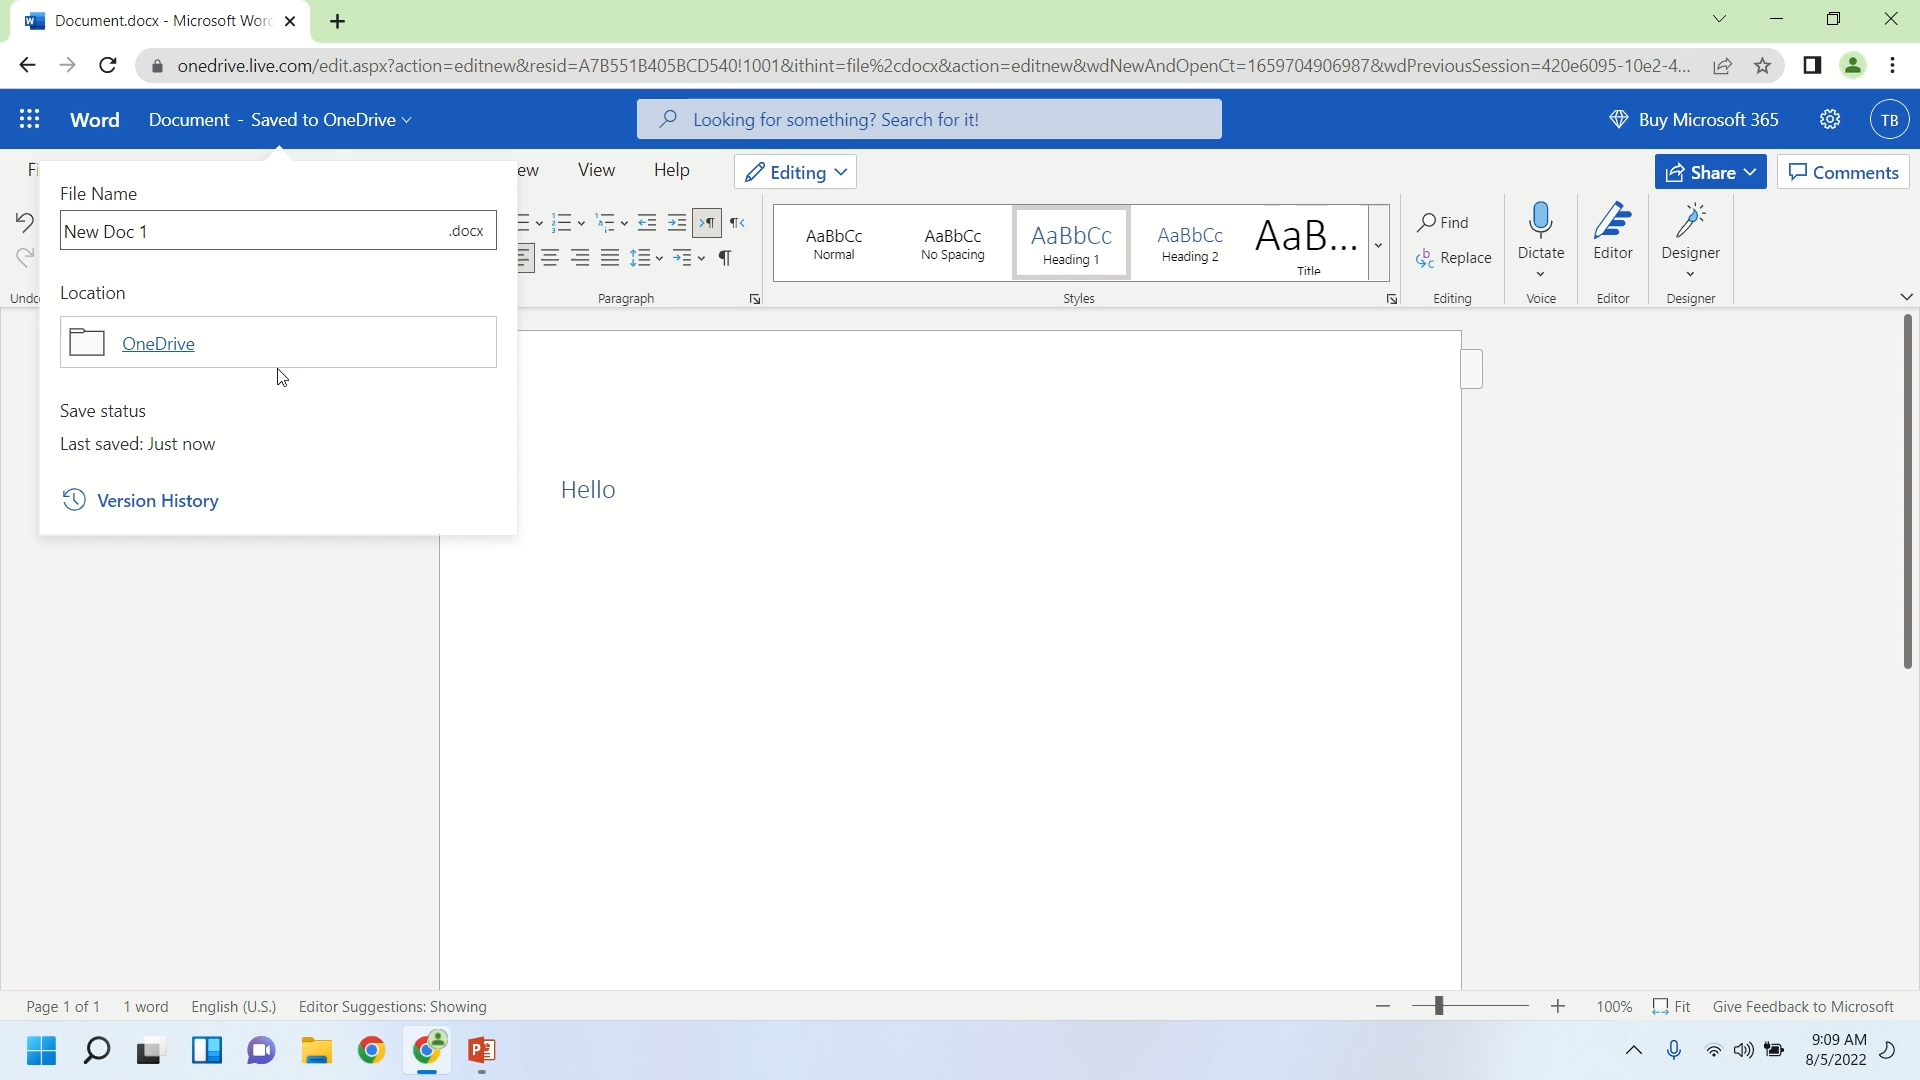 Document.docx - Microsoft Word
onedrive.live.com/edit.aspx?action=editnew&resid=A7B551B405BCD540!1001&ithint=file%2cdocx&action=editnew&wdNewAndOpenCt=1659704906987&wdPreviousSession=420e6095-10e2-4...
Word Document - Saved to OneDrive
Looking for something? Search for it!
Buy Microsoft 365
TB
View Help Editing Share Comments
File Name
New Doc 1 .docx
Location
OneDrive
Save status
Last saved: Just now
Version History
AaBbCc
Normal
AaBbCc
No Spacing
AaBbCc
Heading 1
AaBbCc
Heading 2
AaB...
Title
Find
Replace
Dictate
Editor
Designer
Paragraph Styles Editing Voice Editor Designer
Hello
Page 1 of 1 1 word English (U.S.) Editor Suggestions: Showing
100% Fit Give Feedback to Microsoft
9:09 AM
8/5/2022